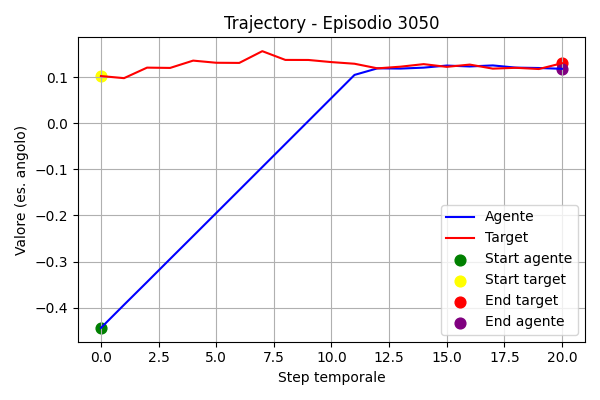 Trajectory - Episodio 3050
Valore (es. angolo)
0.1
0.0
−0.1
−0.2
−0.3
−0.4
0.0
2.5
5.0
7.5
10.0
12.5
15.0
17.5
20.0
Step temporale
Agente
Target
Start agente
Start target
End target
End agente